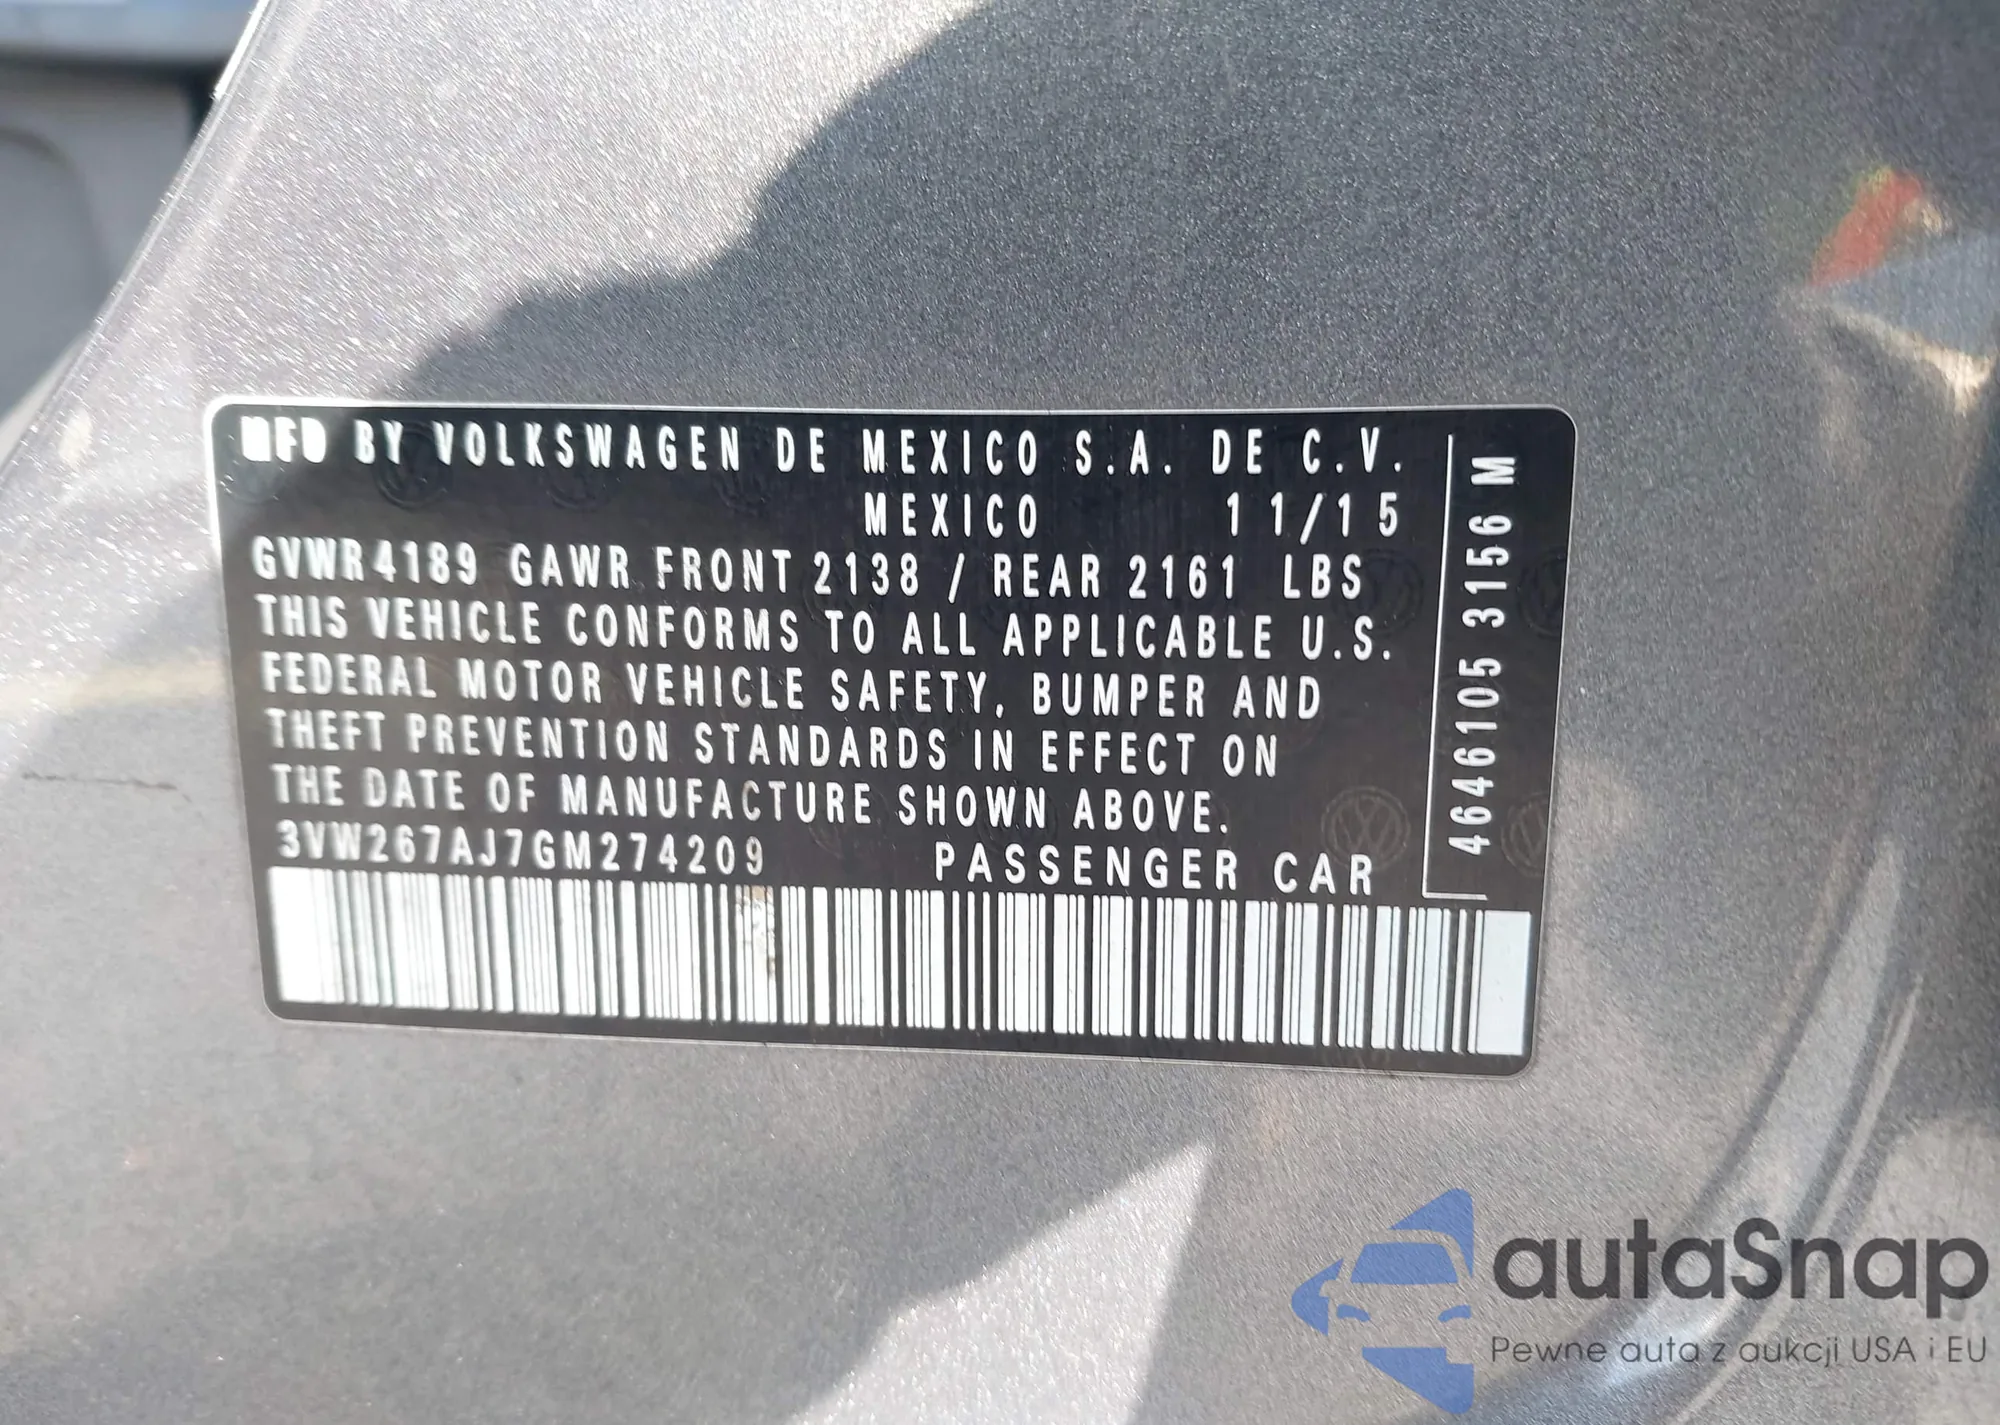 MFD BY VOLKSWAGEN DE MEXICO S.A. DE C.V.
MEXICO 11/15
GVWR 4189 GAWR FRONT 2138 / REAR 2161 LBS
THIS VEHICLE CONFORMS TO ALL APPLICABLE U.S.
FEDERAL MOTOR VEHICLE SAFETY, BUMPER AND
THEFT PREVENTION STANDARDS IN EFFECT ON
THE DATE OF MANUFACTURE SHOWN ABOVE.
3VW267AJ7GM274209 PASSENGER CAR
4646105 3156 M
autaSnap
Pewne auta z aukcji USA i EU